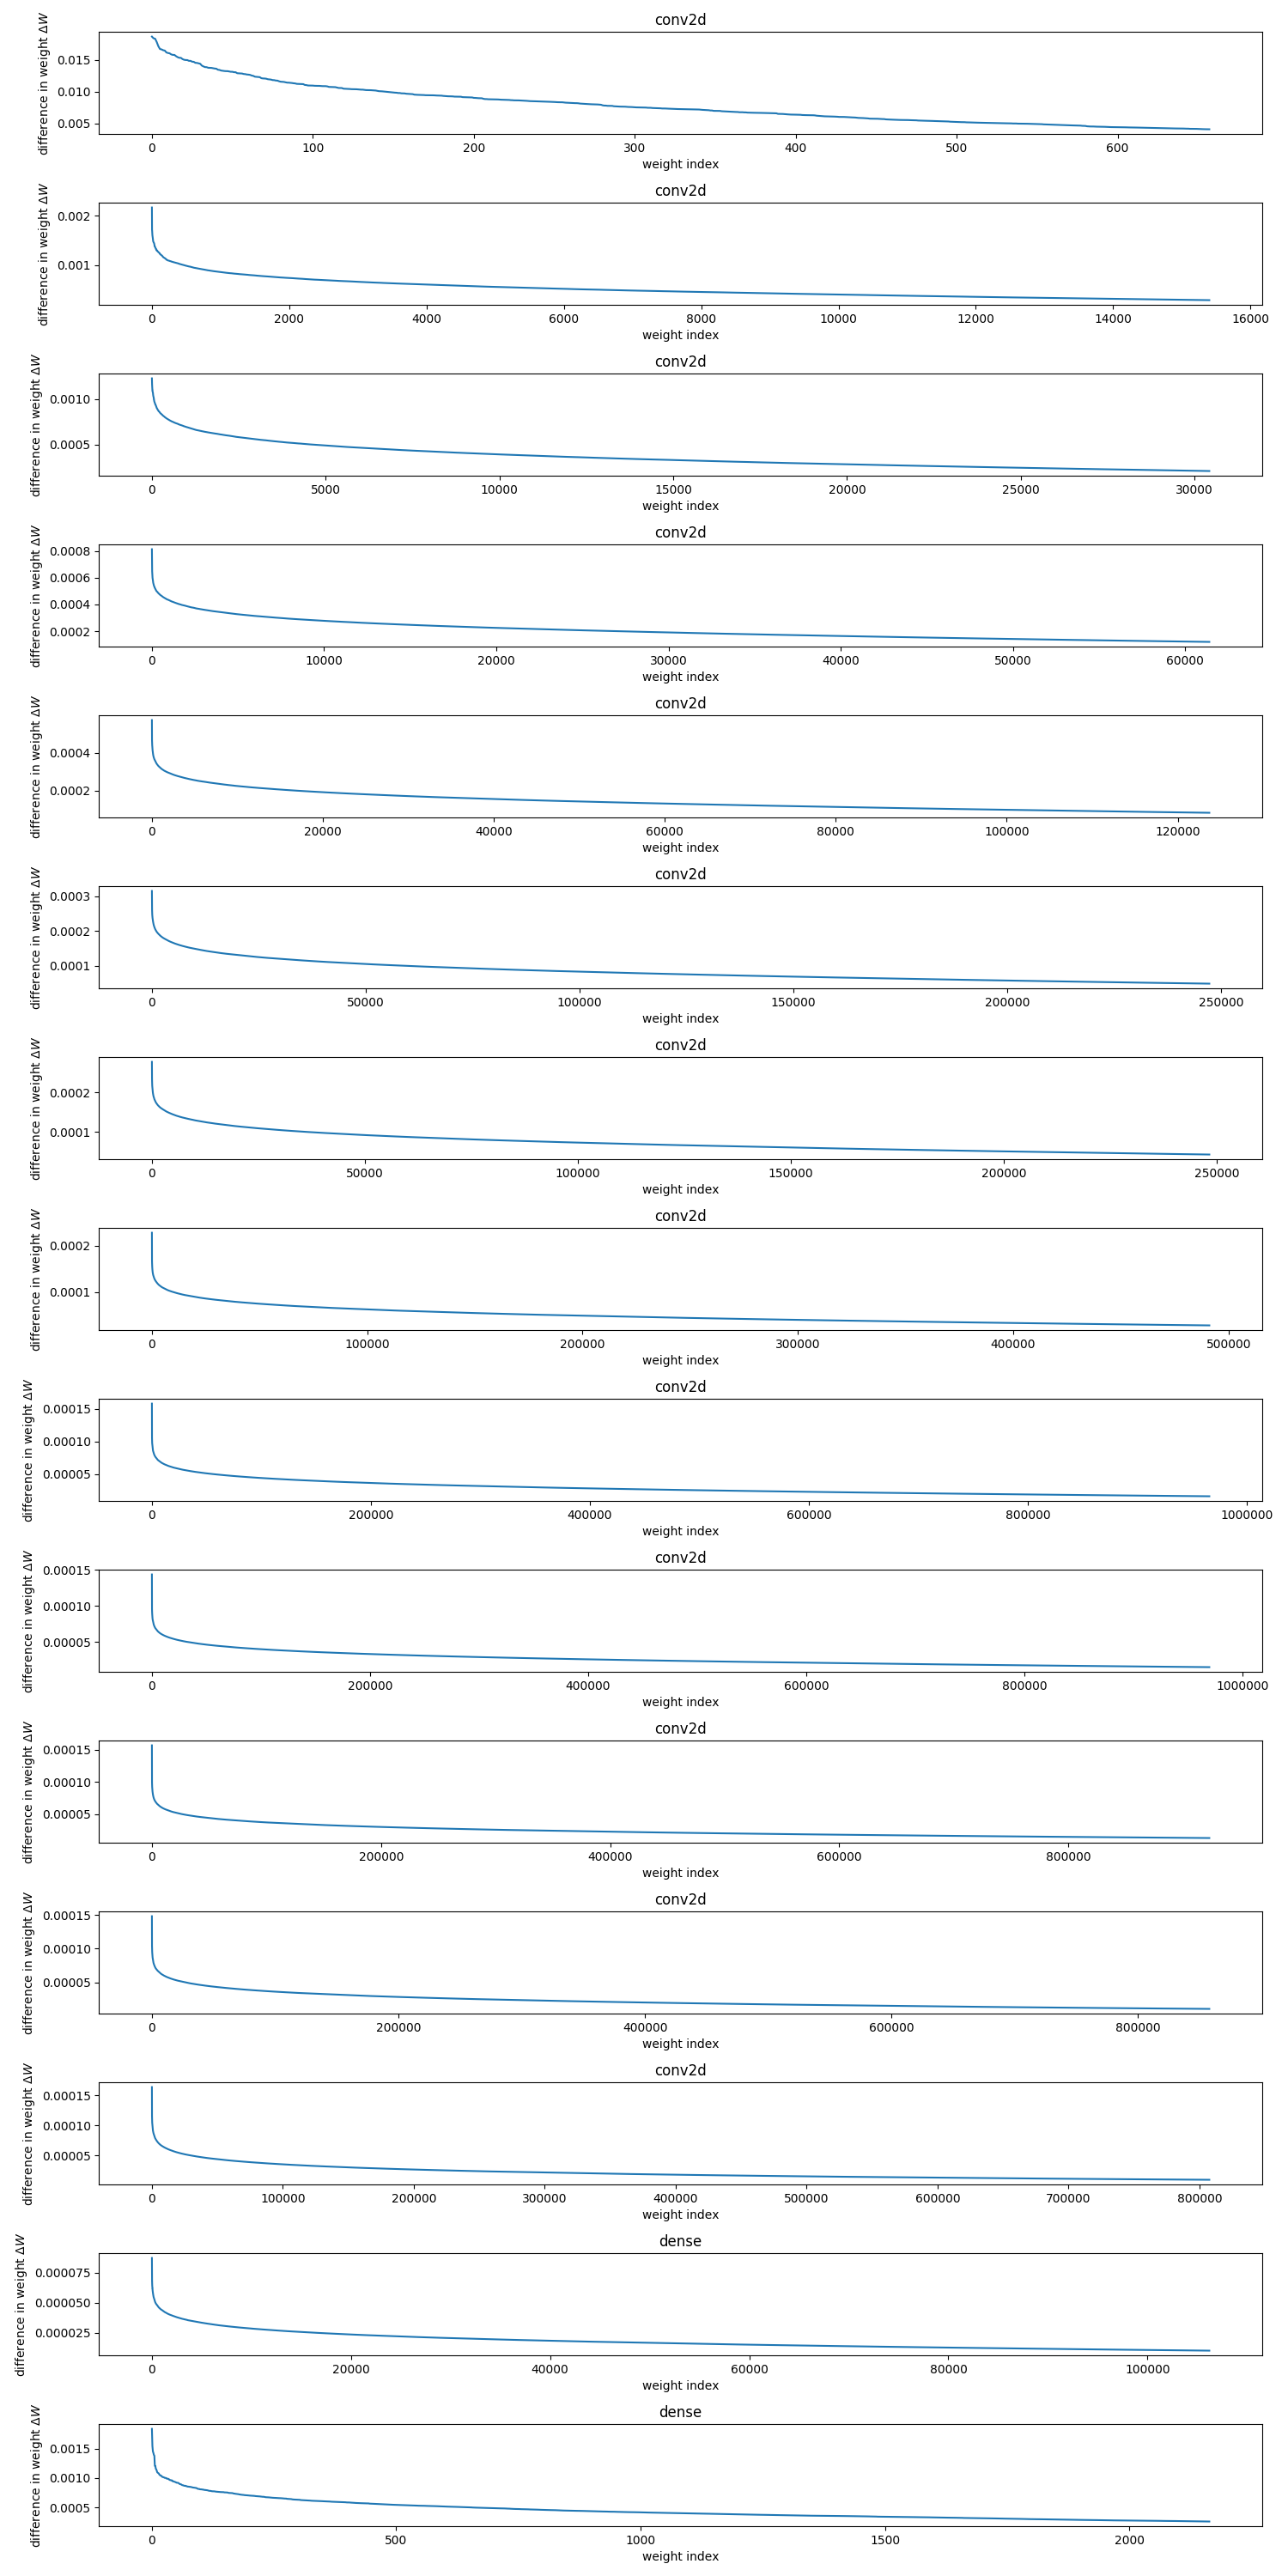 conv2d
difference in weight ΔW
0.015
0.010
0.005
0 100 200 300 400 500 600
weight index
conv2d
difference in weight ΔW
0.002
0.001
0 2000 4000 6000 8000 10000 12000 14000 16000
weight index
conv2d
difference in weight ΔW
0.0010
0.0005
0 5000 10000 15000 20000 25000 30000
weight index
conv2d
difference in weight ΔW
0.0008
0.0006
0.0004
0.0002
0 10000 20000 30000 40000 50000 60000
weight index
conv2d
difference in weight ΔW
0.0004
0.0002
0 20000 40000 60000 80000 100000 120000
weight index
conv2d
difference in weight ΔW
0.0003
0.0002
0.0001
0 50000 100000 150000 200000 250000
weight index
conv2d
difference in weight ΔW
0.0002
0.0001
0 50000 100000 150000 200000 250000
weight index
conv2d
difference in weight ΔW
0.0002
0.0001
0 100000 200000 300000 400000 500000
weight index
conv2d
difference in weight ΔW
0.00015
0.00010
0.00005
0 200000 400000 600000 800000 1000000
weight index
conv2d
difference in weight ΔW
0.00015
0.00010
0.00005
0 200000 400000 600000 800000 1000000
weight index
conv2d
difference in weight ΔW
0.00015
0.00010
0.00005
0 200000 400000 600000 800000
weight index
conv2d
difference in weight ΔW
0.00015
0.00010
0.00005
0 200000 400000 600000 800000
weight index
conv2d
difference in weight ΔW
0.00015
0.00010
0.00005
0 100000 200000 300000 400000 500000 600000 700000 800000
weight index
dense
difference in weight ΔW
0.000075
0.000050
0.000025
0 20000 40000 60000 80000 100000
weight index
dense
difference in weight ΔW
0.0015
0.0010
0.0005
0 500 1000 1500 2000
weight index